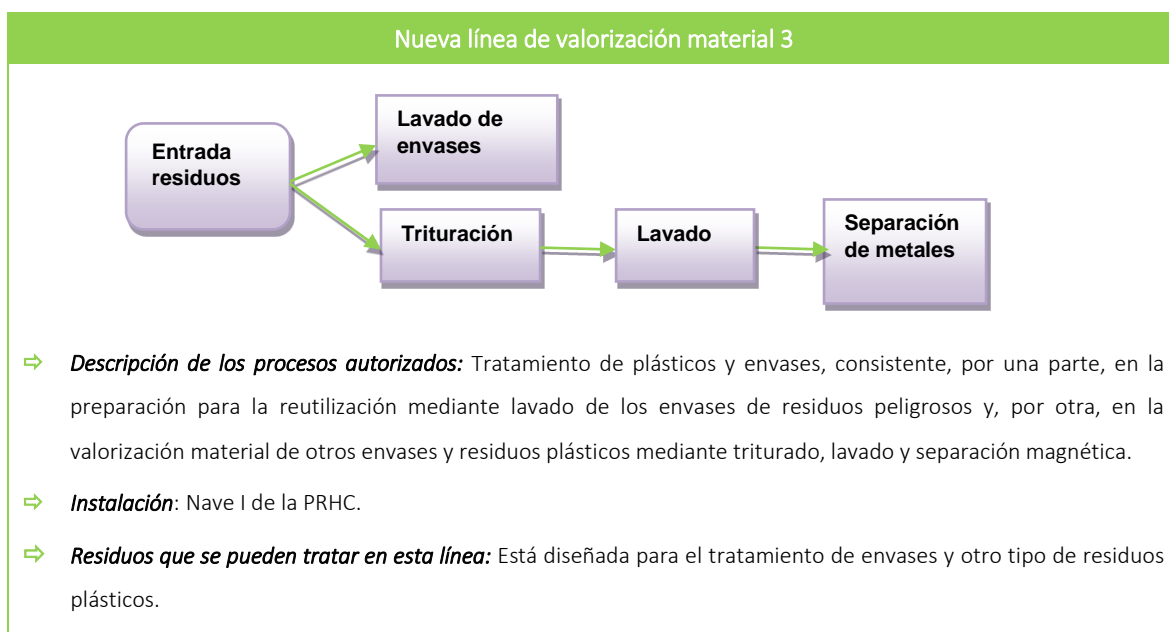 Nueva línea de valorización material 3
Lavado de
envases
Entrada
residuos
Trituración
Lavado
Separación
de metales
Descripción de los procesos autorizados: Tratamiento de plásticos y envases, consistente, por una parte, en la
preparación para la reutilización mediante lavado de los envases de residuos peligrosos y, por otra, en la
valorización material de otros envases y residuos plásticos mediante triturado, lavado y separación magnética.
Instalación: Nave I de la PRHC.
Residuos que se pueden tratar en esta línea: Está diseñada para el tratamiento de envases y otro tipo de residuos
plásticos.